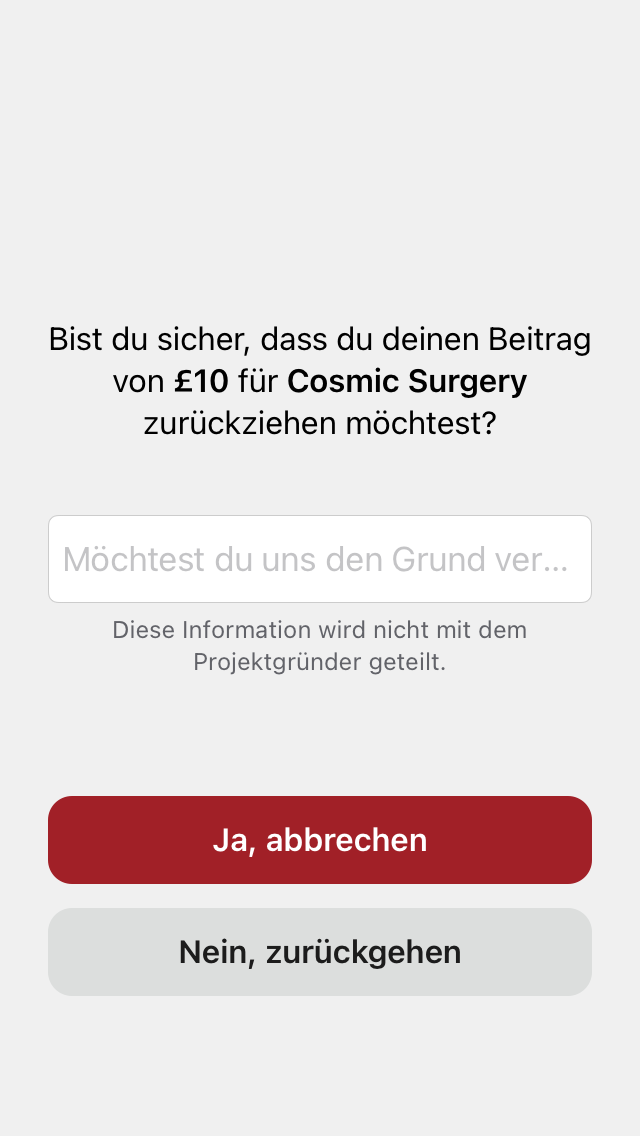 Bist du sicher, dass du deinen Beitrag
von £10 für Cosmic Surgery
zurückziehen möchtest?
Möchtest du uns den Grund ver...
Diese Information wird nicht mit dem
Projektgründer geteilt.
Ja, abbrechen
Nein, zurückgehen